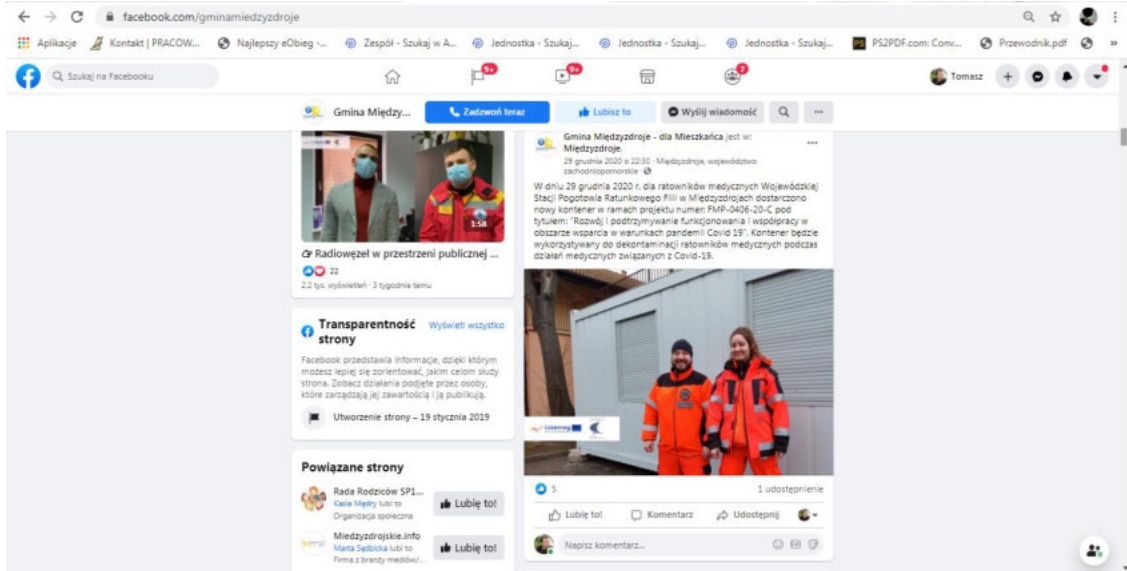 facebook.com/gminamiedzyzdroje
Aplikacje
Kontakt | PRACOW...
Najlepszy eObieg -...
Zespół - Szukaj w A...
Jednostka - Szukaj...
Jednostka - Szukaj...
Jednostka - Szukaj...
PS2PDF.com: Conv...
Przewodnik.pdf
Szukaj na Facebooku
9+
9+
7
Tomasz
Gmina Między...
Zadzwoń teraz
Lubisz to
Wyślij wiadomość
1:58
Radiowęzeł w przestrzeni publicznej ...
22
2,2 tys. wyświetleń · 3 tygodnie temu
Transparentność strony
Wyświetl wszystko
Facebook przedstawia informacje, dzięki którym
możesz lepiej się zorientować, jakim celom służy
strona. Zobacz działania podjęte przez osoby,
które zarządzają jej zawartością i ją publikują.
Utworzenie strony – 19 stycznia 2019
Powiązane strony
Rada Rodziców SP1...
Kasia Mędry lubi to
Organizacja społeczna
Lubię to!
Miedzyzdrojskie.info
Marta Sędzicka lubi to
Firma z branży mediów/...
Lubię to!
Gmina Międzyzdroje - dla Mieszkańca jest w:
Międzyzdroje.
29 grudnia 2020 o 22:30 · Międzyzdroje, województwo
zachodniopomorskie ·
W dniu 29 grudnia 2020 r. dla ratowników medycznych Wojewódzkiej
Stacji Pogotowia Ratunkowego Filii w Międzyzdrojach dostarczono
nowy kontener w ramach projektu numer: FMP-0406-20-C pod
tytułem: "Rozwój i podtrzymywanie funkcjonowania i współpracy w
obszarze wsparcia w warunkach pandemii Covid 19". Kontener będzie
wykorzystywany do dekontaminacji ratowników medycznych podczas
działań medycznych związanych z Covid-19.
Interreg
5
1 udostępnienie
Lubię to!
Komentarz
Udostępnij
Napisz komentarz...